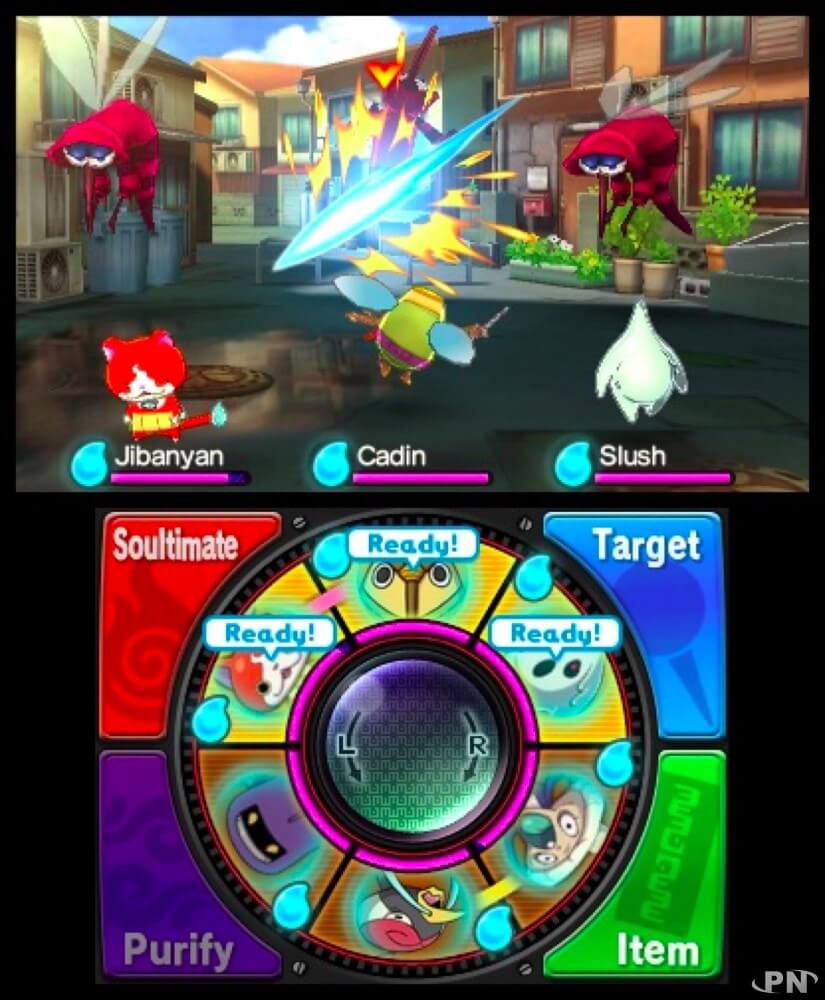 Jibanyan
Cadin
Slush
Soultimate
Ready!
Target
Ready!
Ready!
L
R
Purify
Item
PN